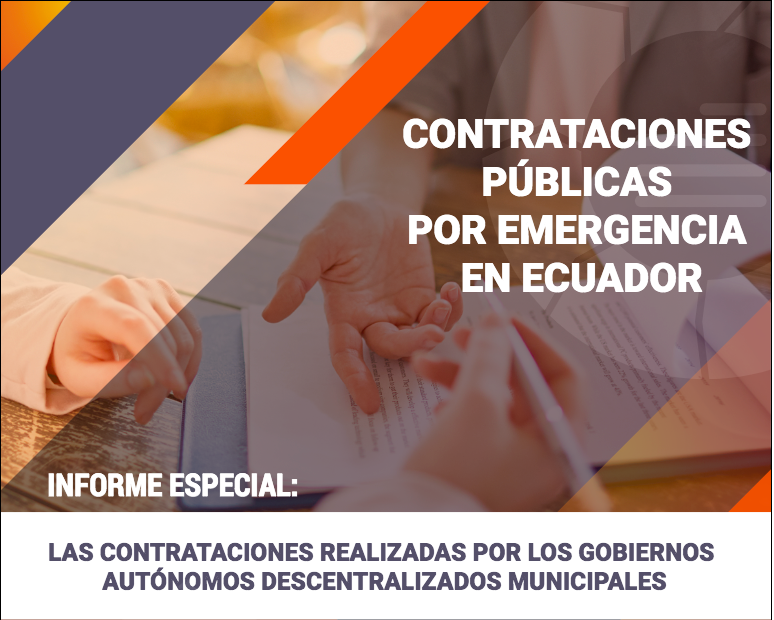 CONTRATACIONES
PÚBLICAS
POR EMERGENCIA
EN ECUADOR
INFORME ESPECIAL:
LAS CONTRATACIONES REALIZADAS POR LOS GOBIERNOS
AUTÓNOMOS DESCENTRALIZADOS MUNICIPALES